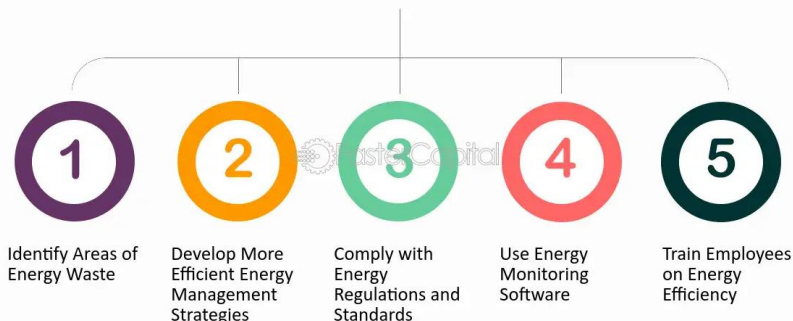 1
2
3
4
5
FasterCapital
Identify Areas of
Energy Waste
Develop More
Efficient Energy
Management
Strategies
Comply with
Energy
Regulations and
Standards
Use Energy
Monitoring
Software
Train Employees
on Energy
Efficiency